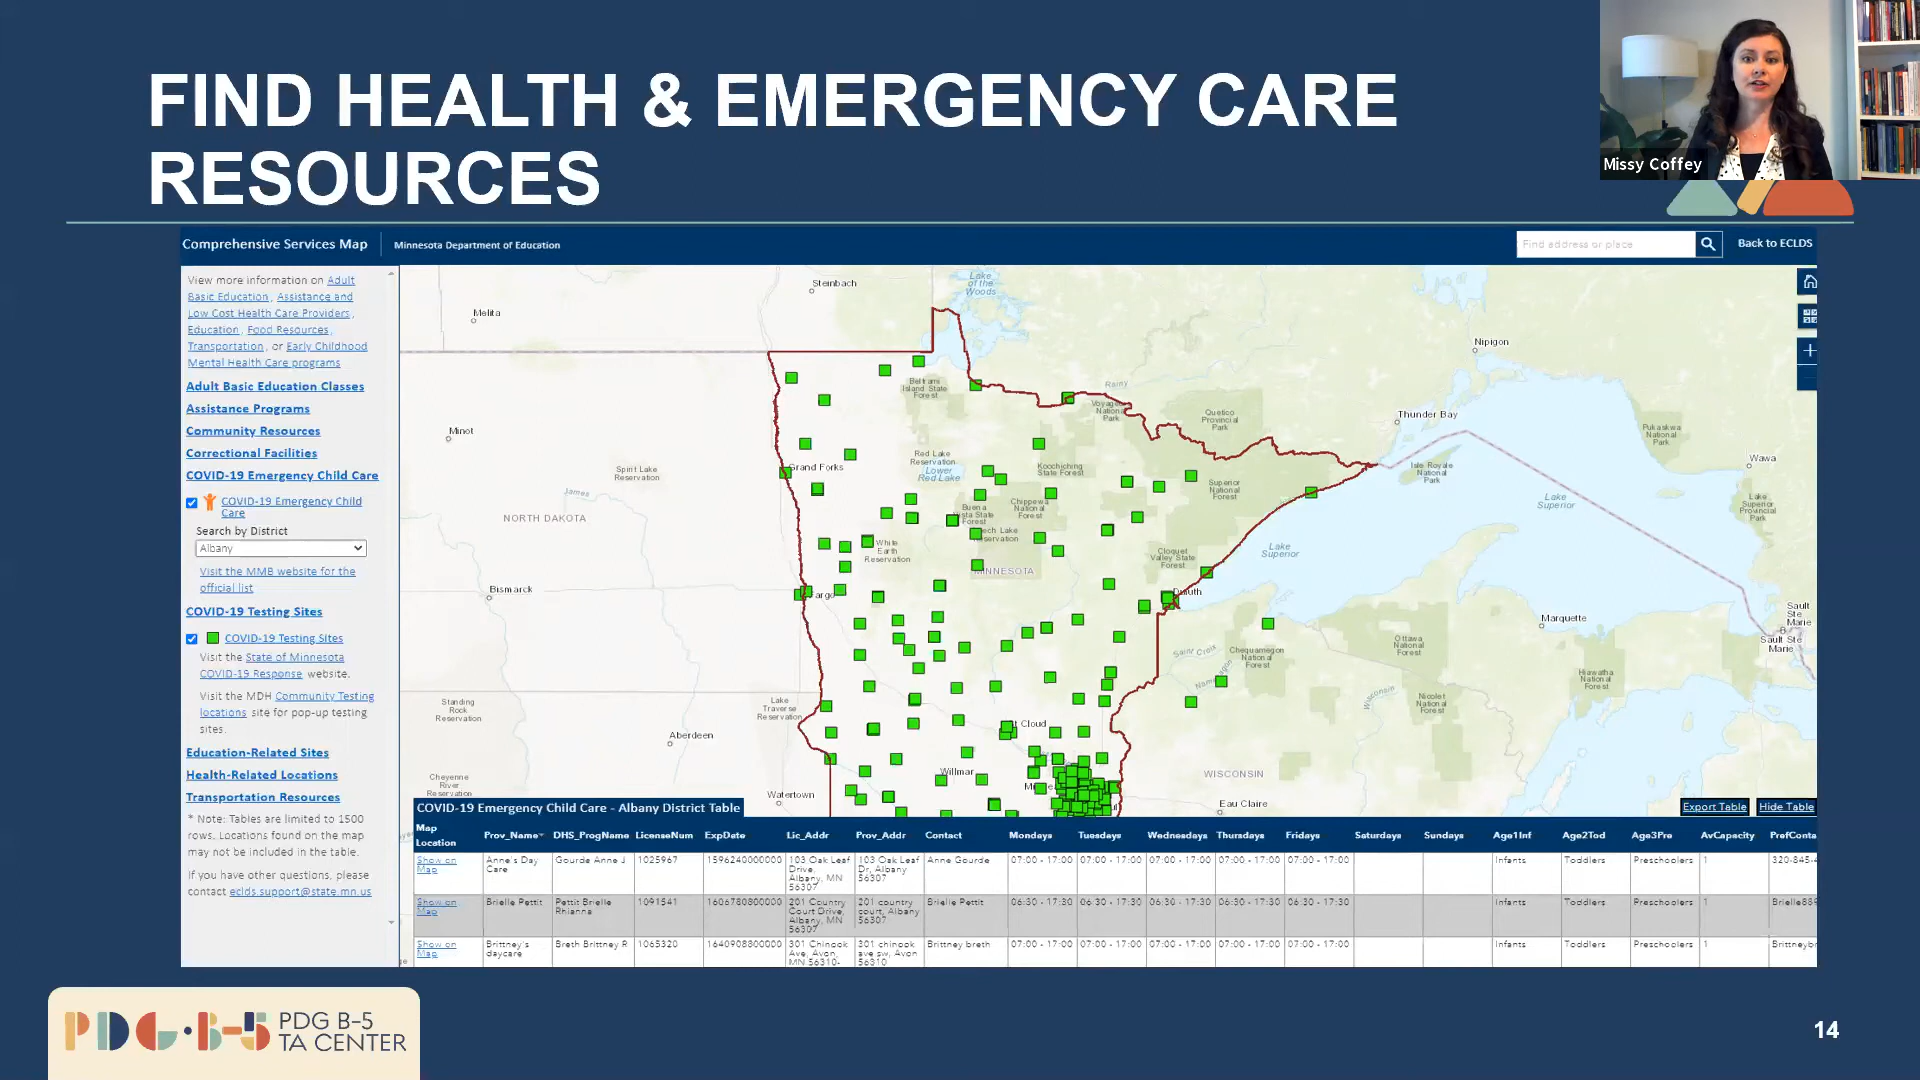 FIND HEALTH & EMERGENCY CARE
RESOURCES
Missy Coffey
Comprehensive Services Map
Minnesota Department of Education
Find address or place
Back to ECLDS
View more information on Adult
Basic Education, Assistance and
Low Cost Health Care Providers,
Education, Food Resources,
Transportation, or Early Childhood
Mental Health Care programs
Adult Basic Education Classes
Assistance Programs
Community Resources
Correctional Facilities
COVID-19 Emergency Child Care
COVID-19 Emergency Child
Care
Search by District
Albany
Visit the MMB website for the
official list
COVID-19 Testing Sites
COVID-19 Testing Sites
Visit the State of Minnesota
COVID-19 Response website.
Visit the MDH Community Testing
locations site for pop-up testing
sites.
Education-Related Sites
Health-Related Locations
Transportation Resources
* Note: Tables are limited to 1500
rows. Locations found on the map
may not be included in the table.
If you have other questions, please
contact eclds.support@state.mn.us
Steinbach
Lake
of the
Woods
Melita
Nipigon
Beltrami
Island State
Forest
Rainy
Voyag
National
Park
Quetico
Provincial
Park
Thunder Bay
Pukaskwa
National
Park
Minot
Grand Forks
Red Lake
Reservation
Lower
Red Lake
Koochiching
State Forest
Isle Royale
National
Park
Wawa
Spirit Lake
Reservation
Superior
National
Forest
James
Chippewa
National
Forest
Lake
Superior
Lake
Superior
Provincial
Park
NORTH DAKOTA
Buena
Vista State
Forest
ech Lake
Reservation
White
Earth
Reservation
Cloquet
Valley State
Forest
Lake
Superior
MINNESOTA
Bismarck
argo
uluth
Sault
Ste
Marie
Sault Ste
Marie
Marquette
Saint Croix
Chequamegon
National
Forest
Ottawa
National
Forest
Hiawatha
National
Forest
Wisconsin
Nicolet
National
Forest
Standing
Rock
Reservation
Lake
Traverse
Reservation
t Cloud
Aberdeen
Willmar
WISCONSIN
Cheyenne
River
Reservation
Watertown
Eau Claire
COVID-19 Emergency Child Care - Albany District Table
Export Table Hide Table
Map Location Prov_Name DHS_ProgName LicenseNum ExpDate Lic_Addr Prov_Addr Contact Mondays Tuesdays Wednesdays Thursdays Fridays Saturdays Sundays Age1Inf Age2Tod Age3Pre AvCapacity PrefConta
Show on Map Anne's Day Care Gourde Anne J 1025967 1596240000000 103 Oak Leaf Drive, Albany, MN 56307 103 Oak Leaf Dr, Albany 56307 Anne Gourde 07:00 - 17:00 07:00 - 17:00 07:00 - 17:00 07:00 - 17:00 07:00 - 17:00 Infants Toddlers Preschoolers 1 320-845-4
Show on Map Brielle Pettit Pettit Brielle Rhianna 1091541 1606780800000 201 Country Court Drive, Albany, MN 56307 201 country court, Albany 56307 Brielle Pettit 06:30 - 17:30 06:30 - 17:30 06:30 - 17:30 06:30 - 17:30 06:30 - 17:30 Infants Toddlers Preschoolers 1 Brielle889
Show on Map Brittney's daycare Breth Brittney R 1065320 1640908800000 301 Chinook Ave, Avon, MN 56310- 301 chinook ave sw, Avon 56310 Brittney breth 07:00 - 17:00 07:00 - 17:00 07:00 - 17:00 07:00 - 17:00 07:00 - 17:00 Infants Toddlers Preschoolers 1 Brittneybr
PDG·B-5
PDG B-5
TA CENTER
14